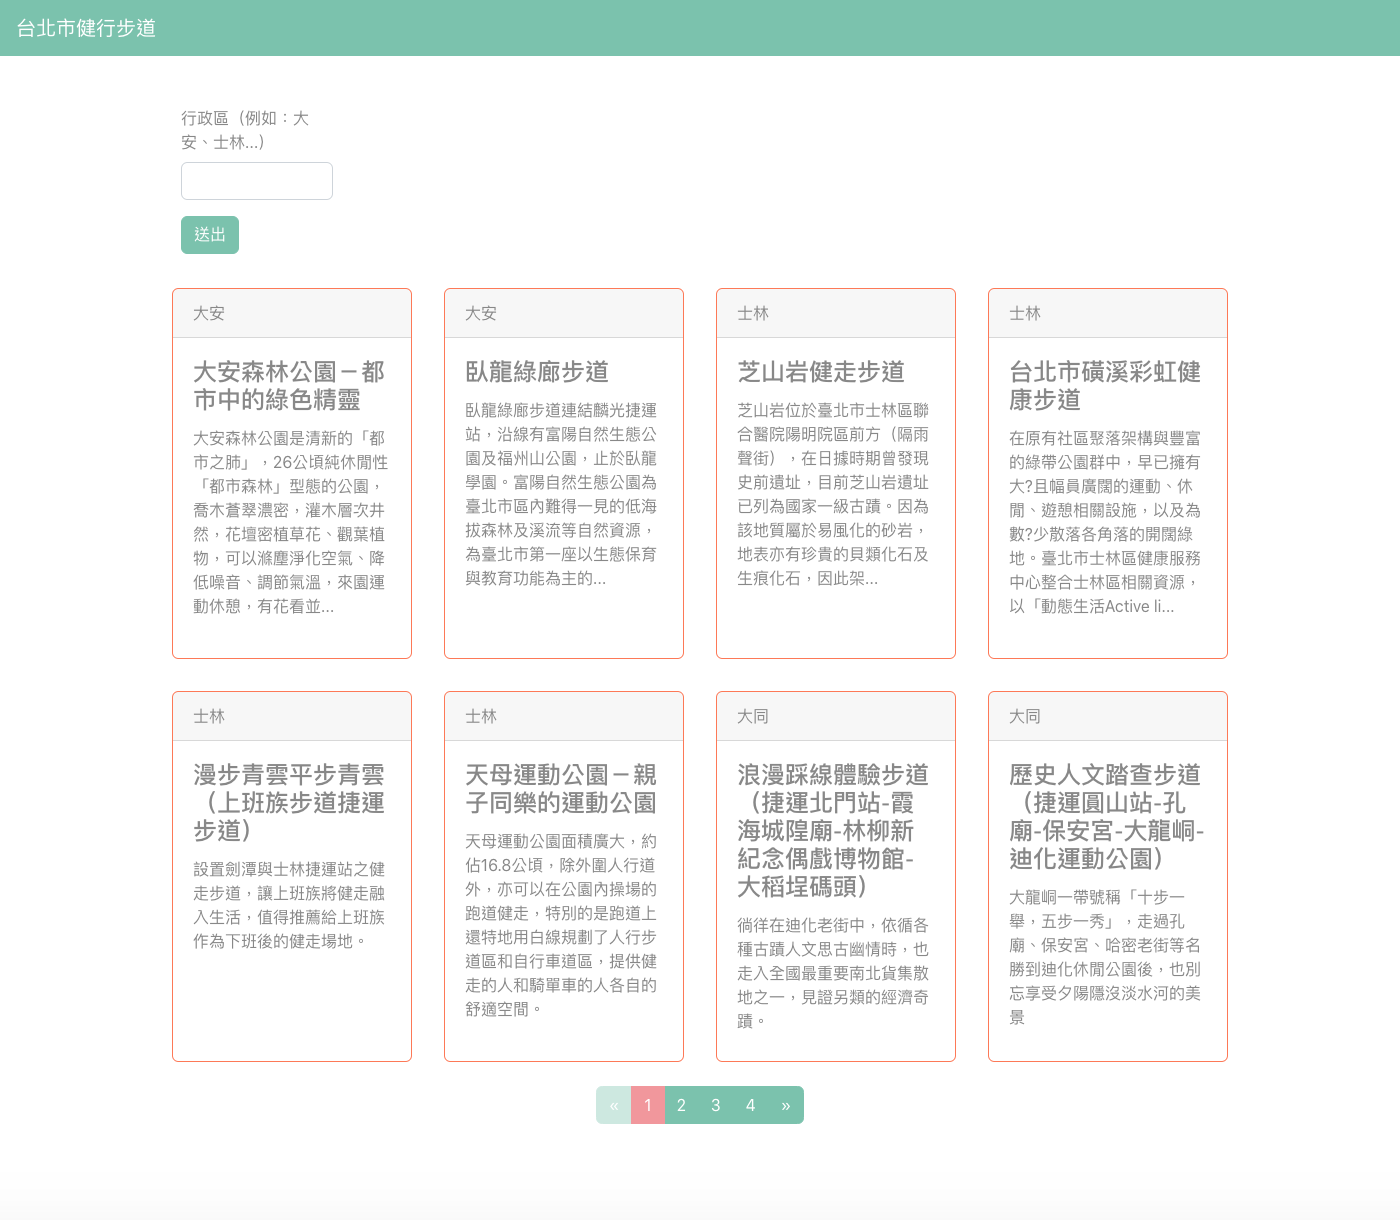 台北市健行步道
行政區（例如：大
安、士林...）
送出
大安
大安森林公園－都
市中的綠色精靈
大安森林公園是清新的「都
市之肺」，26公頃純休閒性
「都市森林」型態的公園，
喬木蒼翠濃密，灌木層次井
然，花壇密植草花、觀葉植
物，可以滌塵淨化空氣、降
低噪音、調節氣溫，來園運
動休憩，有花看並...
大安
臥龍綠廊步道
臥龍綠廊步道連結麟光捷運
站，沿線有富陽自然生態公
園及福州山公園，止於臥龍
學園。富陽自然生態公園為
臺北市區內難得一見的低海
拔森林及溪流等自然資源，
為臺北市第一座以生態保育
與教育功能為主的...
士林
芝山岩健走步道
芝山岩位於臺北市士林區聯
合醫院陽明院區前方（隔雨
聲街），在日據時期曾發現
史前遺址，目前芝山岩遺址
已列為國家一級古蹟。因為
該地質屬於易風化的砂岩，
地表亦有珍貴的貝類化石及
生痕化石，因此架...
士林
台北市磺溪彩虹健
康步道
在原有社區聚落架構與豐富
的綠帶公園群中，早已擁有
大?且幅員廣闊的運動、休
閒、遊憩相關設施，以及為
數?少散落各角落的開闊綠
地。臺北市士林區健康服務
中心整合士林區相關資源，
以「動態生活Active li...
士林
漫步青雲平步青雲
（上班族步道捷運
步道）
設置劍潭與士林捷運站之健
走步道，讓上班族將健走融
入生活，值得推薦給上班族
作為下班後的健走場地。
士林
天母運動公園－親
子同樂的運動公園
天母運動公園面積廣大，約
佔16.8公頃，除外圍人行道
外，亦可以在公園內操場的
跑道健走，特別的是跑道上
還特地用白線規劃了人行步
道區和自行車道區，提供健
走的人和騎單車的人各自的
舒適空間。
大同
浪漫踩線體驗步道
（捷運北門站-霞
海城隍廟-林柳新
紀念偶戲博物館-
大稻埕碼頭）
徜徉在迪化老街中，依循各
種古蹟人文思古幽情時，也
走入全國最重要南北貨集散
地之一，見證另類的經濟奇
蹟。
大同
歷史人文踏查步道
（捷運圓山站-孔
廟-保安宮-大龍峒-
迪化運動公園）
大龍峒一帶號稱「十步一
舉，五步一秀」，走過孔
廟、保安宮、哈密老街等名
勝到迪化休閒公園後，也別
忘享受夕陽隱沒淡水河的美
景
« 1 2 3 4 »